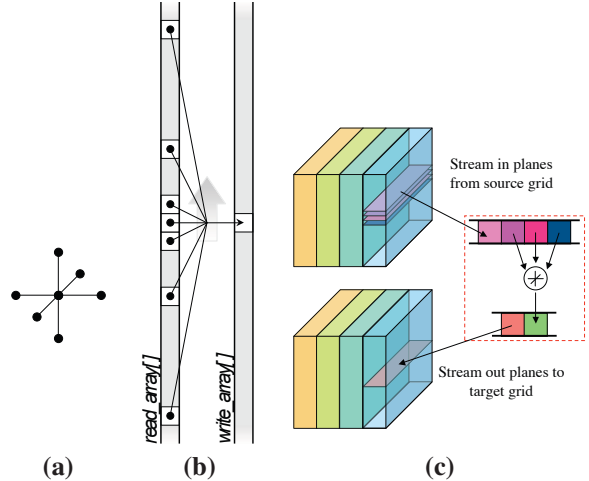 read_array[]
write_array[]
Stream in planes
from source grid
Stream out planes to
target grid
(a)
(b)
(c)